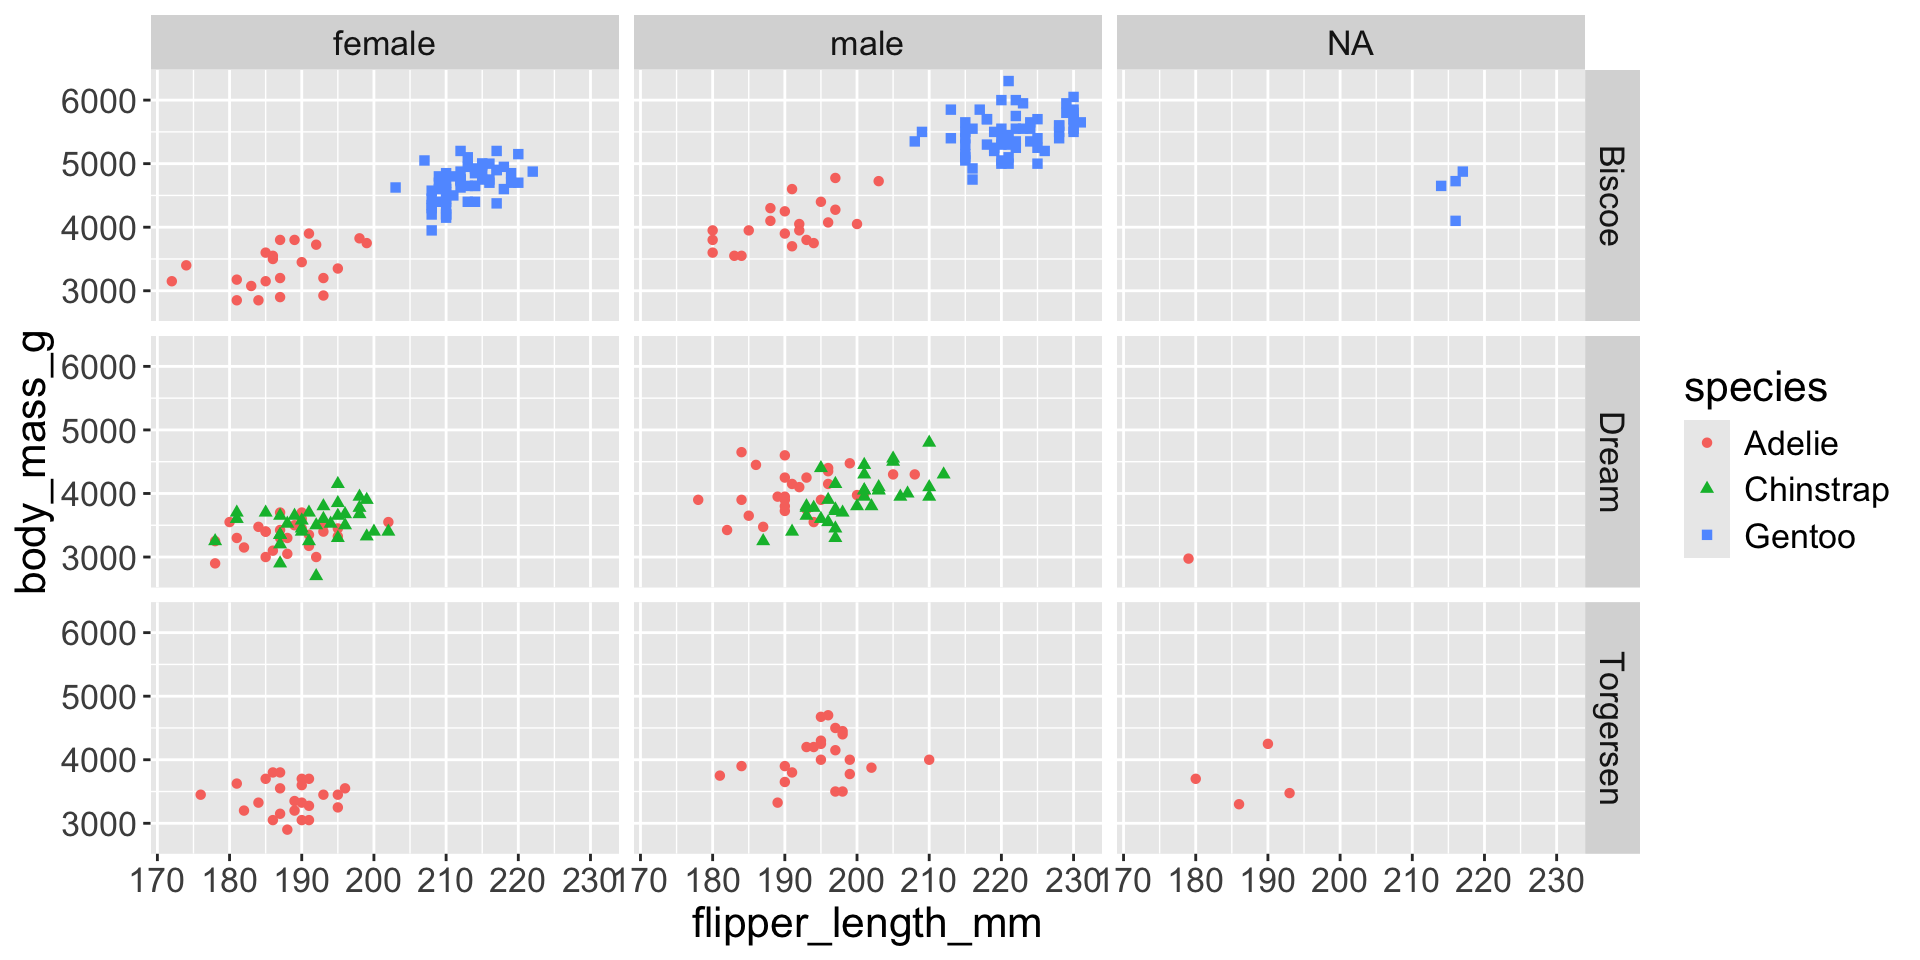 female male NA
6000
5000
4000
3000
Biscoe
6000
5000
4000
3000
Dream
6000
5000
4000
3000
Torgersen
170 180 190 200 210 220 230 170 180 190 200 210 220 230 170 180 190 200 210 220 230
flipper_length_mm
body_mass_g
species
Adelie
Chinstrap
Gentoo